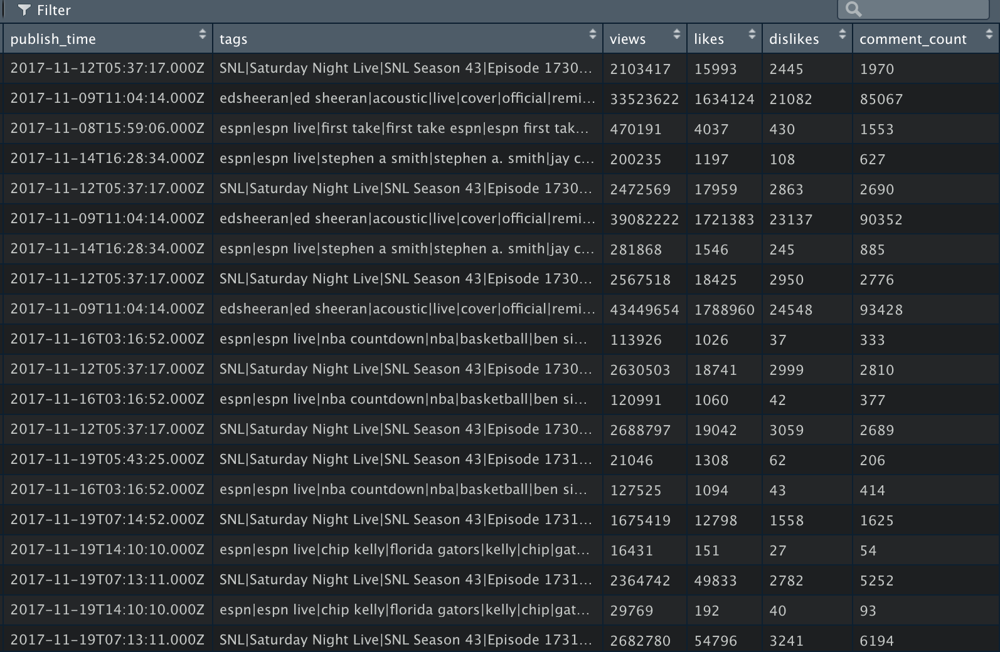 Filter
publish_time tags views likes dislikes comment_count
2017-11-12T05:37:17.000Z SNL|Saturday Night Live|SNL Season 43|Episode 1730... 2103417 15993 2445 1970
2017-11-09T11:04:14.000Z edsheeran|ed sheeran|acoustic|live|cover|official|remi... 33523622 1634124 21082 85067
2017-11-08T15:59:06.000Z espn|espn live|first take|first take espn|espn first tak... 470191 4037 430 1553
2017-11-14T16:28:34.000Z espn|espn live|stephen a smith|stephen a. smith|jay c... 200235 1197 108 627
2017-11-12T05:37:17.000Z SNL|Saturday Night Live|SNL Season 43|Episode 1730... 2472569 17959 2863 2690
2017-11-09T11:04:14.000Z edsheeran|ed sheeran|acoustic|live|cover|official|remi... 39082222 1721383 23137 90352
2017-11-14T16:28:34.000Z espn|espn live|stephen a smith|stephen a. smith|jay c... 281868 1546 245 885
2017-11-12T05:37:17.000Z SNL|Saturday Night Live|SNL Season 43|Episode 1730... 2567518 18425 2950 2776
2017-11-09T11:04:14.000Z edsheeran|ed sheeran|acoustic|live|cover|official|remi... 43449654 1788960 24548 93428
2017-11-16T03:16:52.000Z espn|espn live|nba countdown|nba|basketball|ben si... 113926 1026 37 333
2017-11-12T05:37:17.000Z SNL|Saturday Night Live|SNL Season 43|Episode 1730... 2630503 18741 2999 2810
2017-11-16T03:16:52.000Z espn|espn live|nba countdown|nba|basketball|ben si... 120991 1060 42 377
2017-11-12T05:37:17.000Z SNL|Saturday Night Live|SNL Season 43|Episode 1730... 2688797 19042 3059 2689
2017-11-19T05:43:25.000Z SNL|Saturday Night Live|SNL Season 43|Episode 1731... 21046 1308 62 206
2017-11-16T03:16:52.000Z espn|espn live|nba countdown|nba|basketball|ben si... 127525 1094 43 414
2017-11-19T07:14:52.000Z SNL|Saturday Night Live|SNL Season 43|Episode 1731... 1675419 12798 1558 1625
2017-11-19T14:10:10.000Z espn|espn live|chip kelly|florida gators|kelly|chip|gat... 16431 151 27 54
2017-11-19T07:13:11.000Z SNL|Saturday Night Live|SNL Season 43|Episode 1731... 2364742 49833 2782 5252
2017-11-19T14:10:10.000Z espn|espn live|chip kelly|florida gators|kelly|chip|gat... 29769 192 40 93
2017-11-19T07:13:11.000Z SNL|Saturday Night Live|SNL Season 43|Episode 1731... 2682780 54796 3241 6194